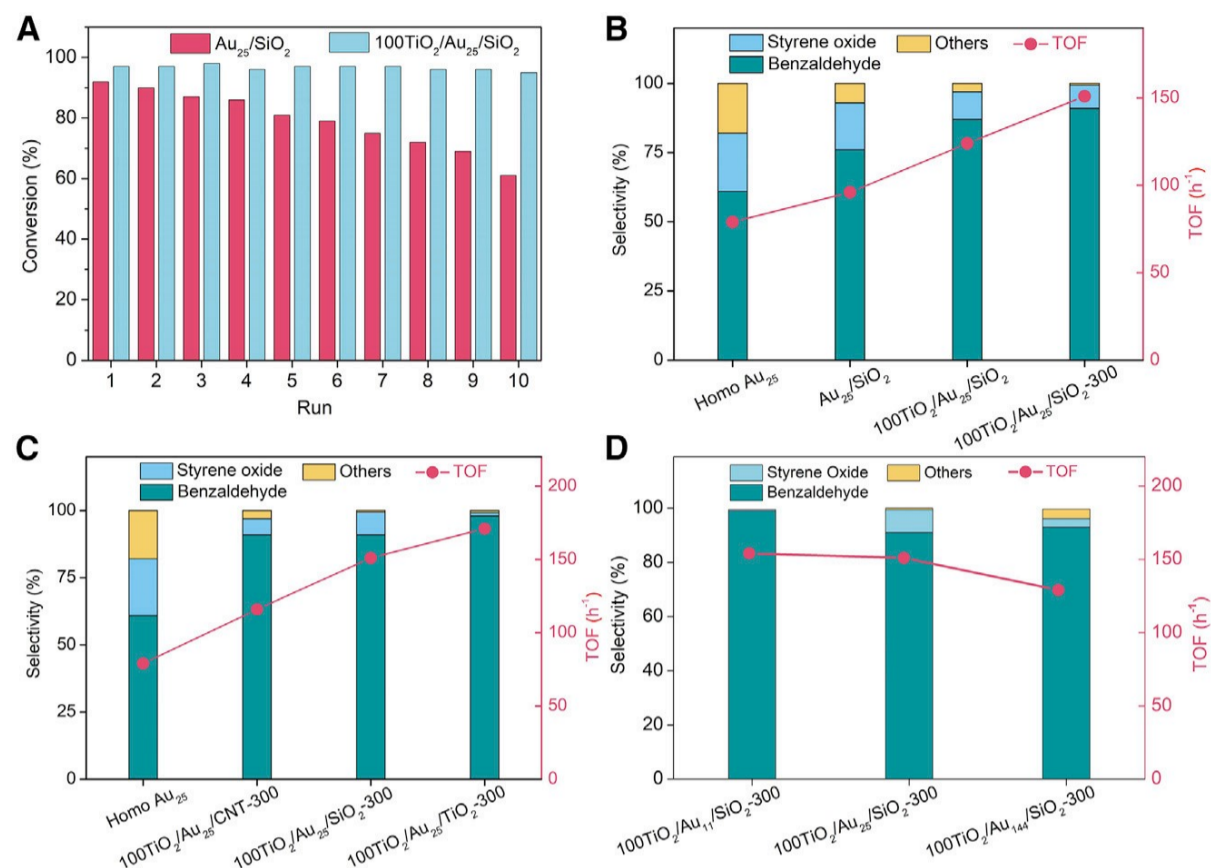 A
Au₂₅/SiO₂
100TiO₂/Au₂₅/SiO₂
100
80
60
40
20
0
Conversion (%)
1 2 3 4 5 6 7 8 9 10
Run
B
Styrene oxide
Others
TOF
Benzaldehyde
100
75
50
25
0
Selectivity (%)
150
100
50
0
TOF (h⁻¹)
Homo Au₂₅
Au₂₅/SiO₂
100TiO₂/Au₂₅/SiO₂
100TiO₂/Au₂₅/SiO₂-300
C
Styrene oxide
Others
TOF
Benzaldehyde
100
75
50
25
0
Selectivity (%)
200
150
100
50
0
TOF (h⁻¹)
Homo Au₂₅
100TiO₂/Au₂₅/CNT-300
100TiO₂/Au₂₅/SiO₂-300
100TiO₂/Au₂₅/TiO₂-300
D
Styrene Oxide
Others
TOF
Benzaldehyde
100
80
60
40
20
0
Selectivity (%)
200
150
100
50
0
TOF (h⁻¹)
100TiO₂/Au₁₁/SiO₂-300
100TiO₂/Au₂₅/SiO₂-300
100TiO₂/Au₁₄₄/SiO₂-300